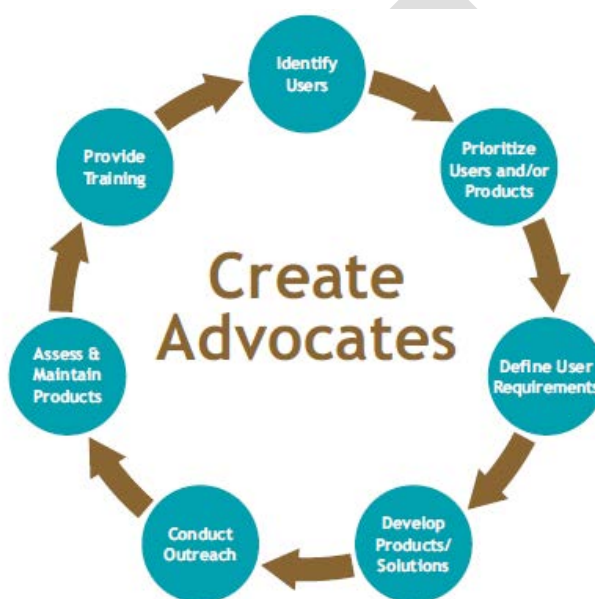 Identify
Users
Prioritize
Users and/or
Products
Define User
Requirements
Develop
Products/
Solutions
Conduct
Outreach
Assess &
Maintain
Products
Provide
Training
Create
Advocates